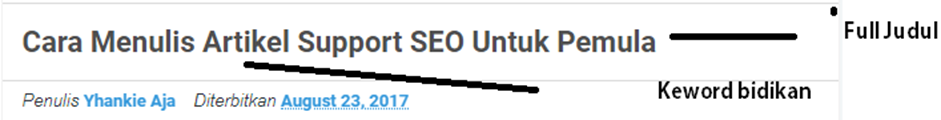 Cara Menulis Artikel Support SEO Untuk Pemula
Full Judul
Keword bidikan
Penulis Yhankie Aja Diterbitkan August 23, 2017